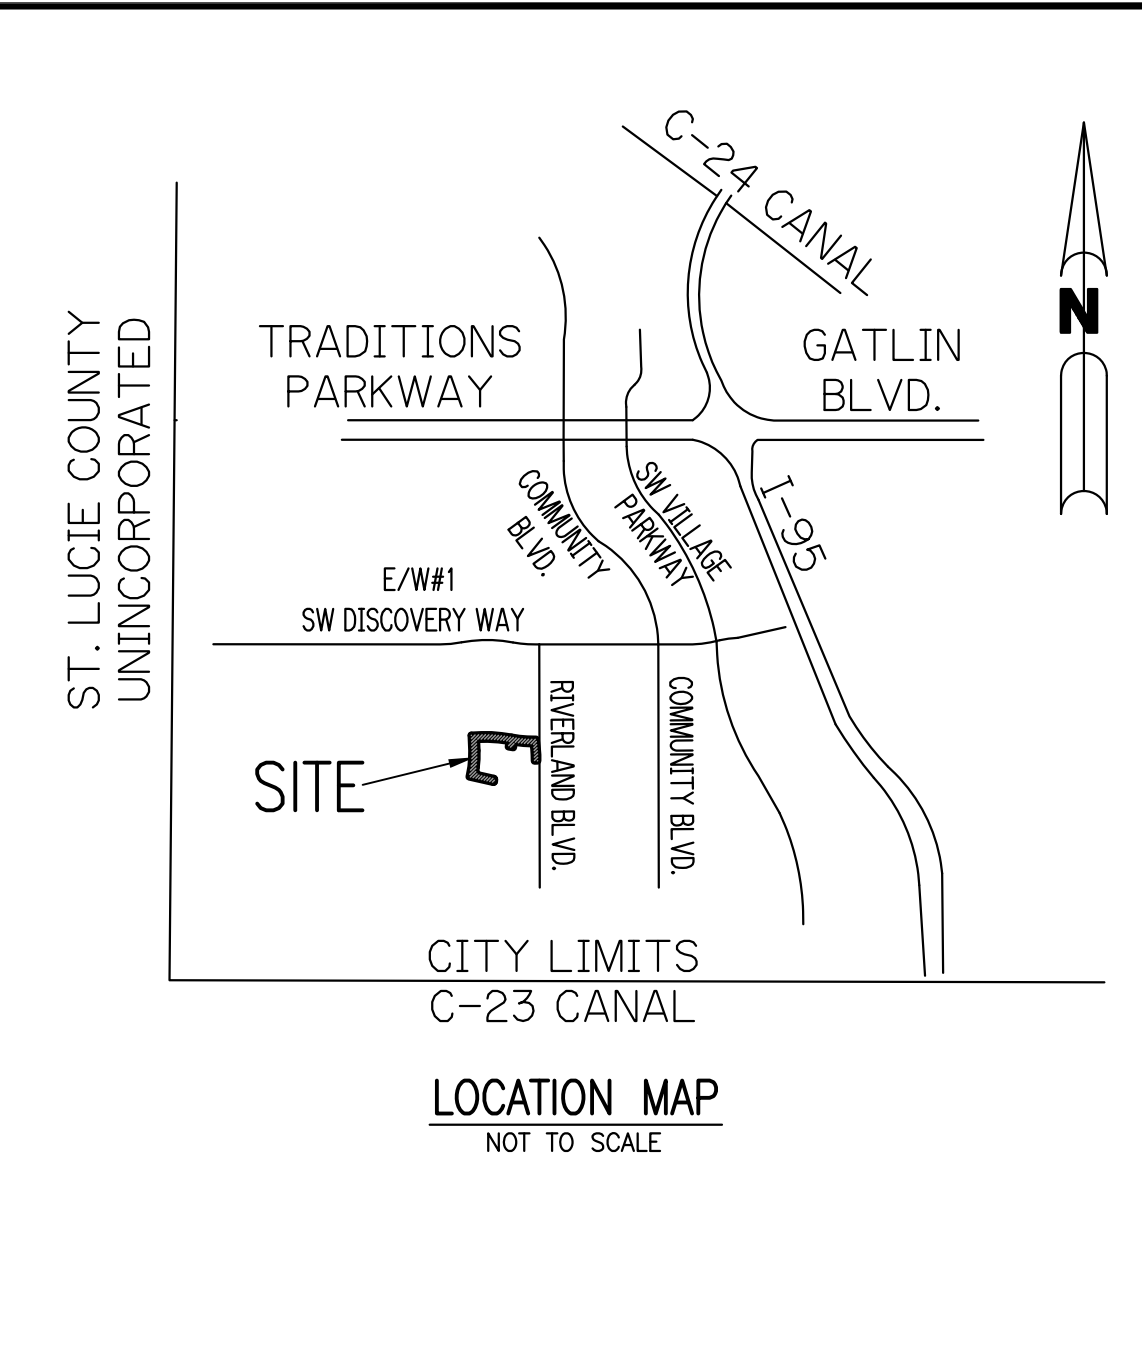 C-24 CANAL
N
TRADITIONS
PARKWAY
GATLIN
BLVD.
ST. LUCIE COUNTY
UNINCORPORATED
COMMUNITY
BLVD.
SW VILLAGE
PARKWAY
I-95
E/W#1
SW DISCOVERY WAY
RIVERLAND BLVD.
COMMUNITY BLVD.
SITE
CITY LIMITS
C-23 CANAL
LOCATION MAP
NOT TO SCALE